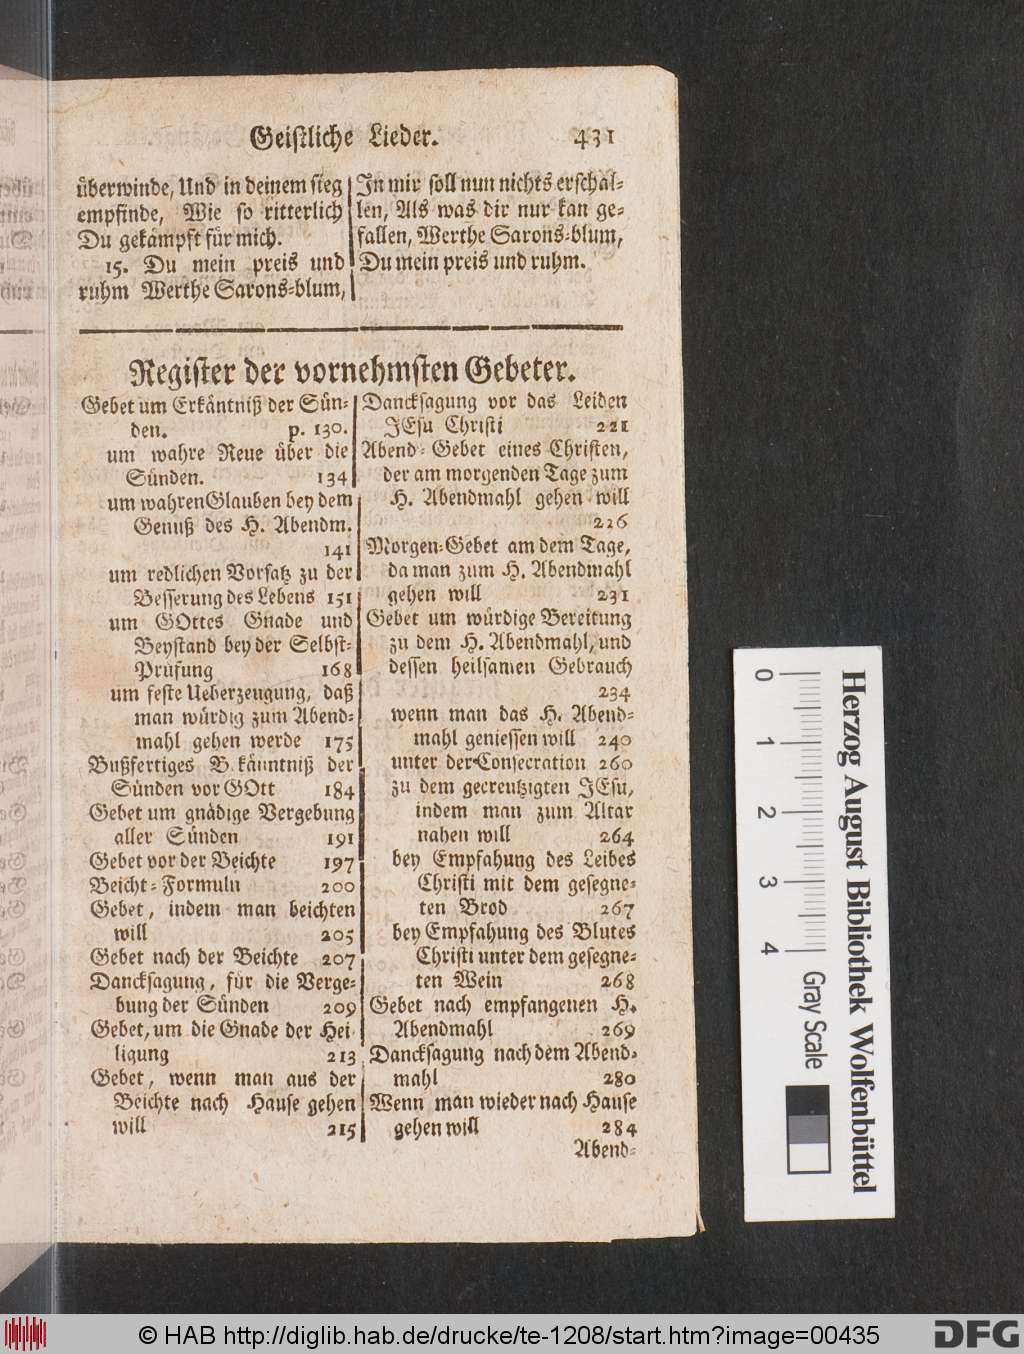 Geistliche Lieder. 431
überwinde, Und in deinem sieg
empfinde, Wie so ritterlich
Du gekämpft für mich.
15. Du mein preis und
ruhm Werthe Sarons-blum,
In mir soll nun nichts erschal-
len, Als was dir nur kan ge-
fallen, Werthe Sarons-blum,
Du mein preis und ruhm.
Register der vornehmsten Gebeter.
Gebet um Erkäntniß der Sün-
den. p. 130.
um wahre Reue über die
Sünden. 134
um wahren Glauben bey dem
Genuß des H. Abendm.
141
um redlichen Vorsatz zu der
Besserung des Lebens 151
um GOttes Gnade und
Beystand bey der Selbst-
Prüfung 168
um feste Ueberzeugung, daß
man würdig zum Abend-
mahl gehen werde 175
Bußfertiges B känntniß der
Sünden vor GOtt 184
Gebet um gnädige Vergebung
aller Sünden 191
Gebet vor der Beichte 197
Beicht-Formuln 200
Gebet, indem man beichten
will 205
Gebet nach der Beichte 207
Dancksagung, für die Verge-
bung der Sünden 209
Gebet, um die Gnade der Hei
ligung 213
Gebet, wenn man aus der
Beichte nach Hause gehen
will 215
Dancksagung vor das Leiden
JEsu Christi 221
Abend-Gebet eines Christen,
der am morgenden Tage zum
H. Abendmahl gehen will
226
Morgen-Gebet am dem Tage,
da man zum H. Abendmahl
gehen will 231
Gebet um würdige Bereitung
zu dem H. Abendmahl, und
dessen heilsamen Gebrauch
234
wenn man das H. Abend-
mahl geniessen will 240
unter der Consecration 260
zu dem gecreutzigten JEsu,
indem man zum Altar
nahen will 264
bey Empfahung des Leibes
Christi mit dem gesegne-
ten Brod 267
bey Empfahung des Blutes
Christi unter dem gesegne-
ten Wein 268
Gebet nach empfangenen H.
Abendmahl 269
Dancksagung nach dem Abend-
mahl 280
Wenn man wieder nach Hause
gehen will 284
Abend-
0 1 2 3 4
Gray Scale
Herzog August Bibliothek Wolfenbüttel
© HAB http://diglib.hab.de/drucke/te-1208/start.htm?image=00435
DFG